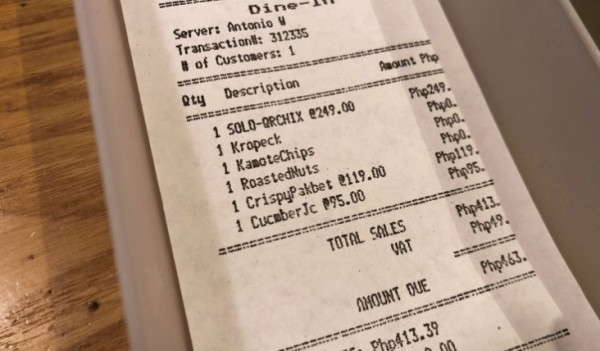 Dine-In
Server: Antonio W
Transaction#: 312335
# of Customers: 1
Qty Description Amount Php
1 SOLO-QRCHIX @249.00 Php249.
1 Kropeck Php0.
1 KamoteChips Php0.
1 RoastedNuts Php0.
1 CrispyPakbet @119.00 Php119.
1 CucmberJc @95.00 Php95.
TOTAL SALES Php413.
VAT Php49.
AMOUNT DUE Php463.
Php413.39
0.00